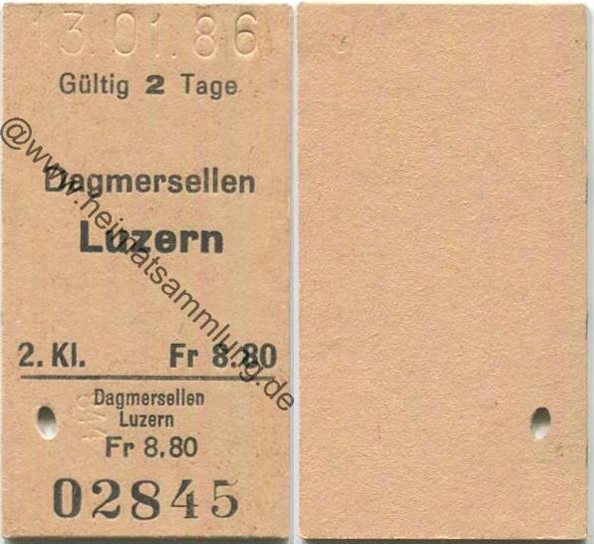 13.01.86
Gültig 2 Tage
Dagmersellen
Luzern
2. Kl. Fr 8.80
Dagmersellen
Luzern
Fr 8.80
02845
@www.heimatsammlung.de